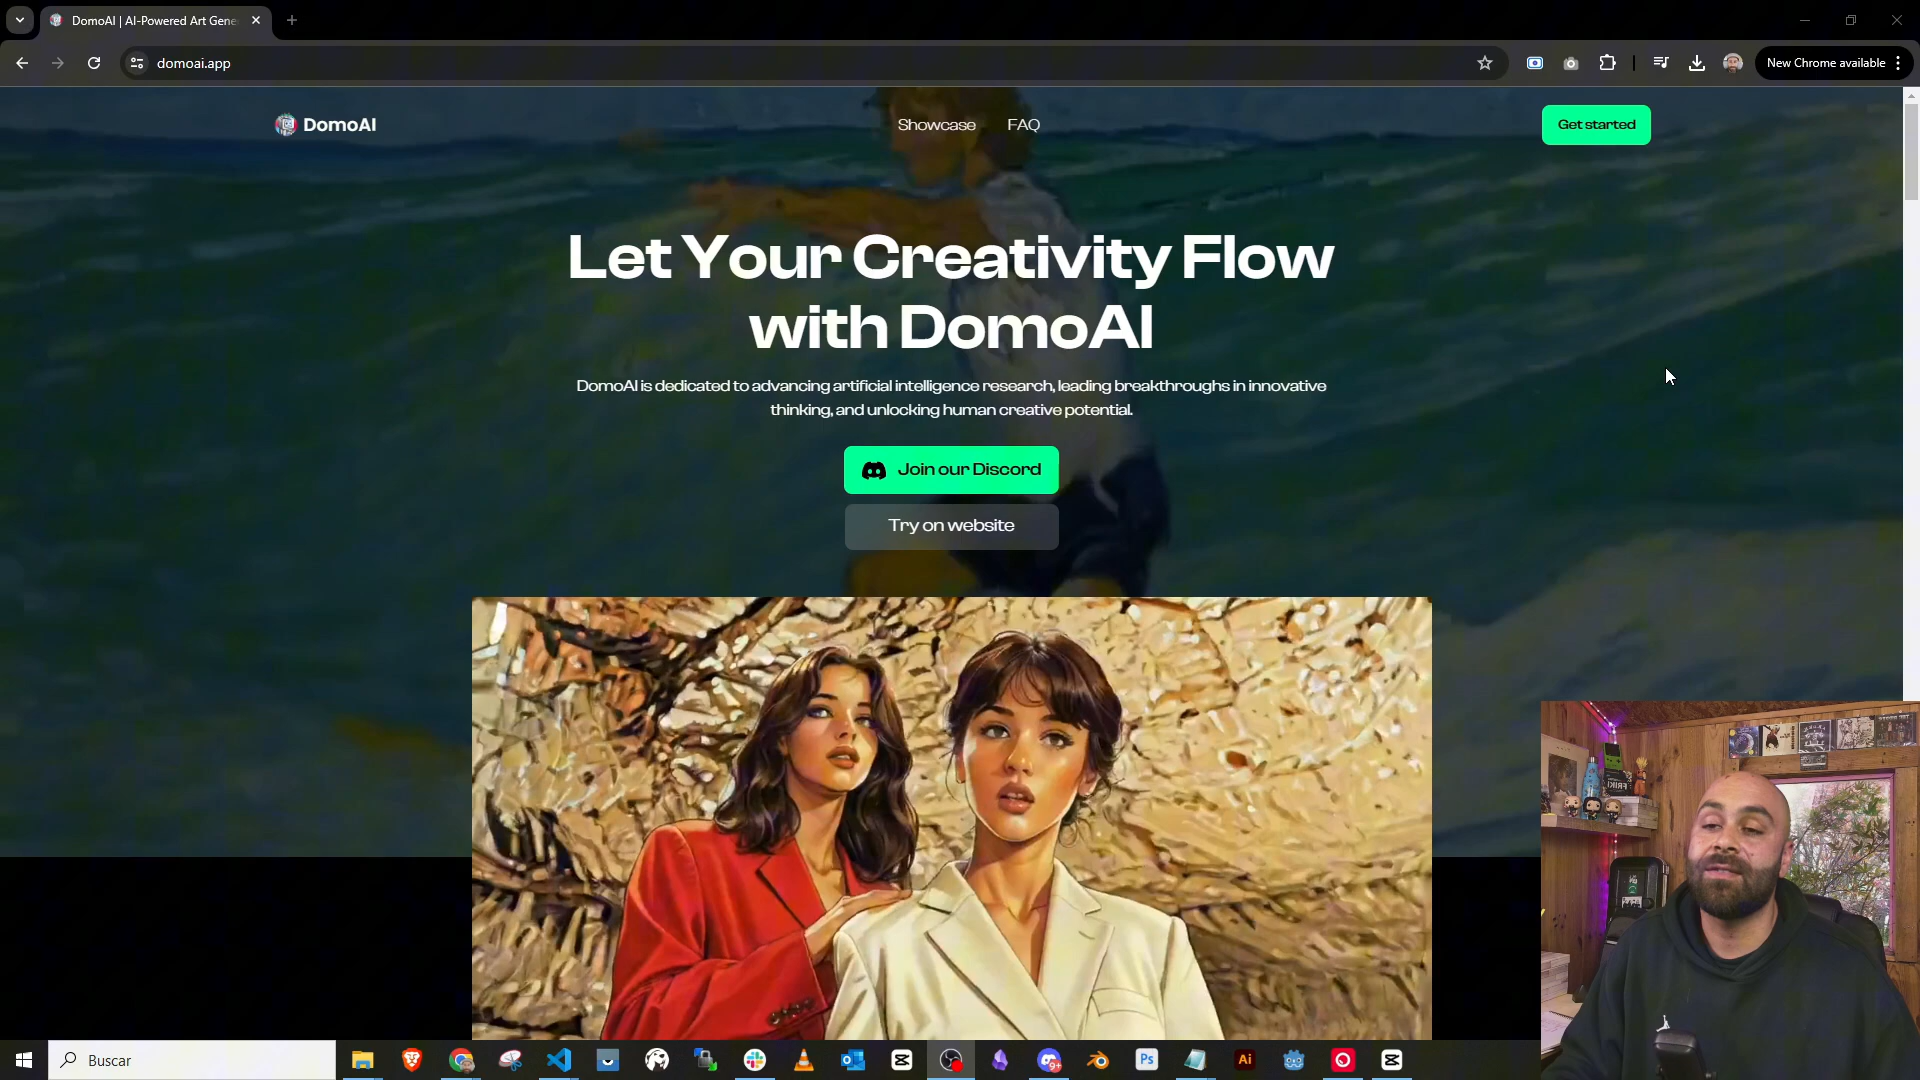 DomoAI | AI-Powered Art Gene
domoai.app
New Chrome available
DomoAI
Showcase
FAQ
Get started
Let Your Creativity Flow
with DomoAI
DomoAI is dedicated to advancing artificial intelligence research, leading breakthroughs in innovative
thinking, and unlocking human creative potential.
Join our Discord
Try on website
Buscar
9+
Ps
Ai